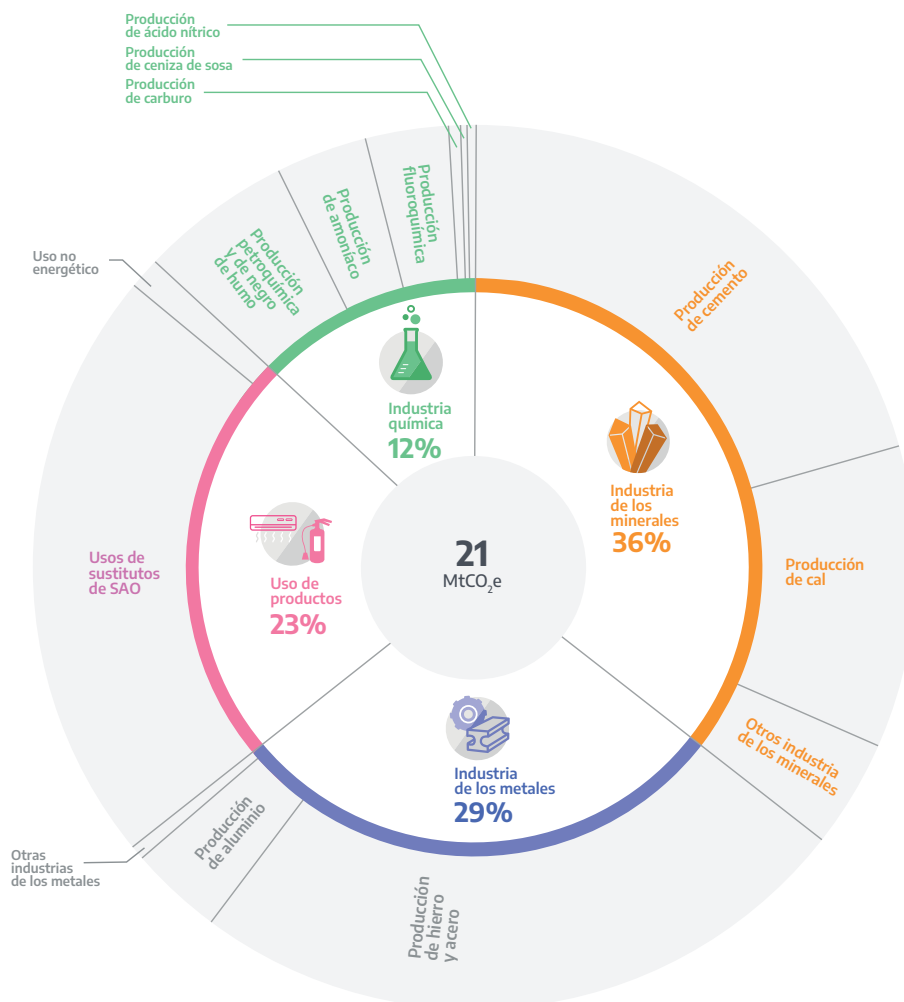 Producción
de ácido nítrico
Producción
de ceniza de sosa
Producción
de carburo
Producción
fluoroquímica
Producción
de amoníaco
Producción
petroquímica
y de negro
de humo
Uso no
energético
Producción
de cemento
Industria
química
12%
Industria
de los
minerales
36%
21
MtCO₂e
Uso de
productos
23%
Usos de
sustitutos
de SAO
Producción
de cal
Otros industria
de los minerales
Industria
de los metales
29%
Producción
de aluminio
Otras
industrias
de los metales
Producción
de hierro
y acero